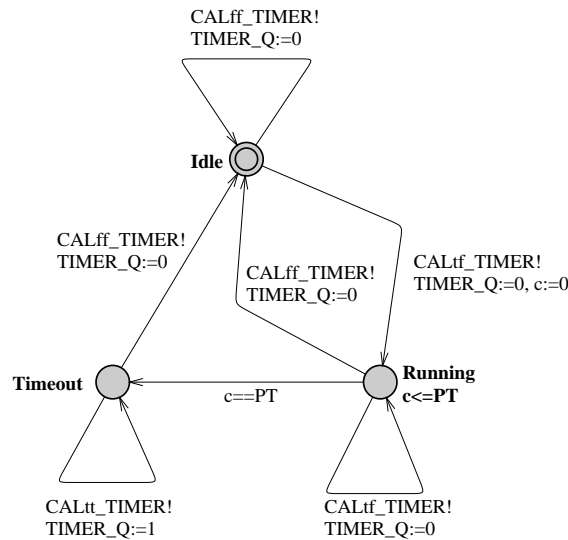 CALff_TIMER!
TIMER_Q:=0
Idle
CALff_TIMER!
TIMER_Q:=0
CALff_TIMER!
TIMER_Q:=0
CALtf_TIMER!
TIMER_Q:=0, c:=0
Timeout
Running
c<=PT
c==PT
CALtt_TIMER!
TIMER_Q:=1
CALtf_TIMER!
TIMER_Q:=0